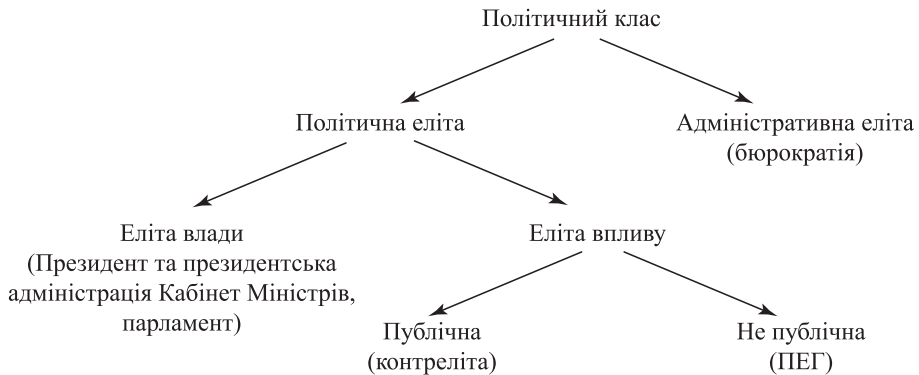 Політичний клас
Політична еліта
Адміністративна еліта
(бюрократія)
Еліта влади
(Президент та президентська
адміністрація Кабінет Міністрів,
парламент)
Еліта впливу
Публічна
(контреліта)
Не публічна
(ПЕГ)